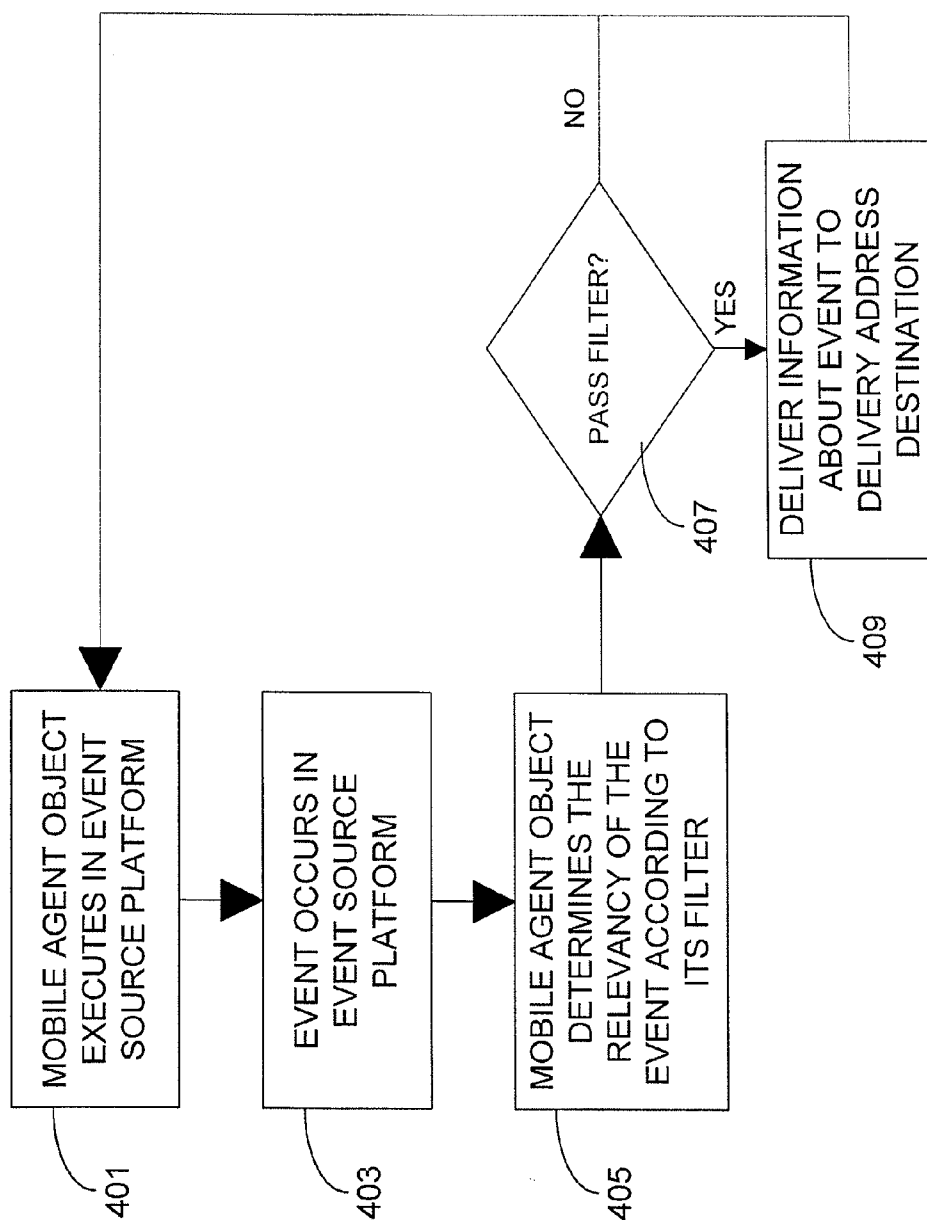 MOBILE AGENT OBJECT
EXECUTES IN EVENT
SOURCE PLATFORM
401
EVENT OCCURS IN
EVENT SOURCE
PLATFORM
403
MOBILE AGENT OBJECT
DETERMINES THE
RELEVANCY OF THE
EVENT ACCORDING TO
ITS FILTER
405
PASS FILTER?
407
NO
YES
DELIVER INFORMATION
ABOUT EVENT TO
DELIVERY ADDRESS
DESTINATION
409